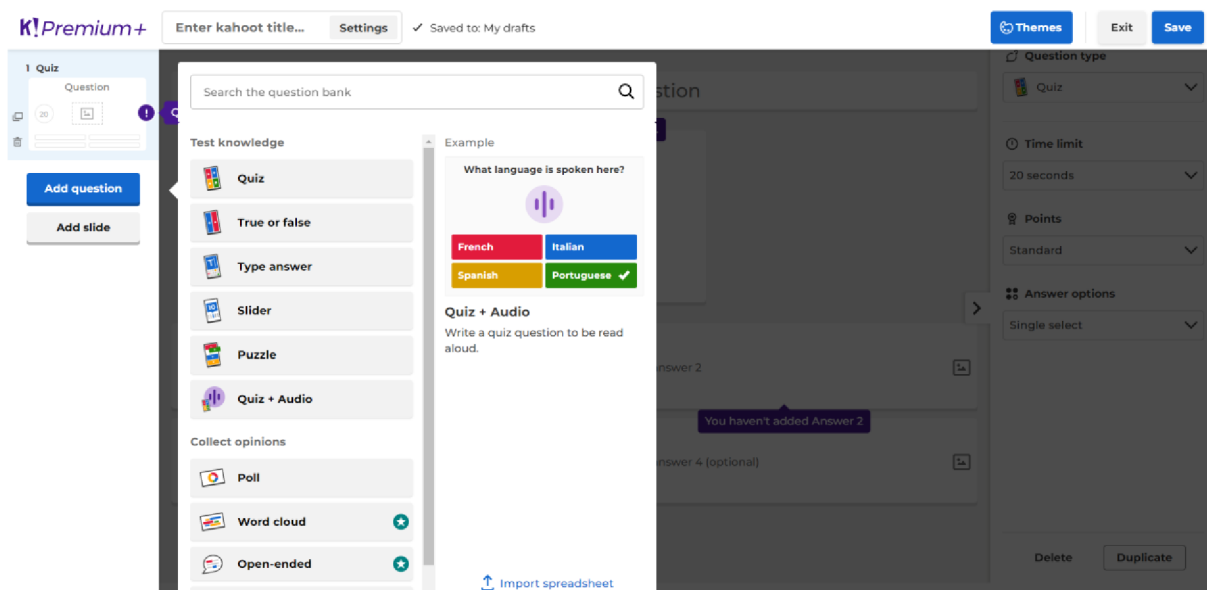 K!Premium+
Enter kahoot title...
Settings
Saved to: My drafts
Themes
Exit
Save
1 Quiz
Question
20
Add question
Add slide
Search the question bank
Test knowledge
Quiz
True or false
Type answer
Slider
Puzzle
Quiz + Audio
Collect opinions
Poll
Word cloud
Open-ended
Example
What language is spoken here?
French
Italian
Spanish
Portuguese
Quiz + Audio
Write a quiz question to be read
aloud.
Import spreadsheet
stion
nswer 2
You haven't added Answer 2
nswer 4 (optional)
Question type
Quiz
Time limit
20 seconds
Points
Standard
Answer options
Single select
Delete
Duplicate